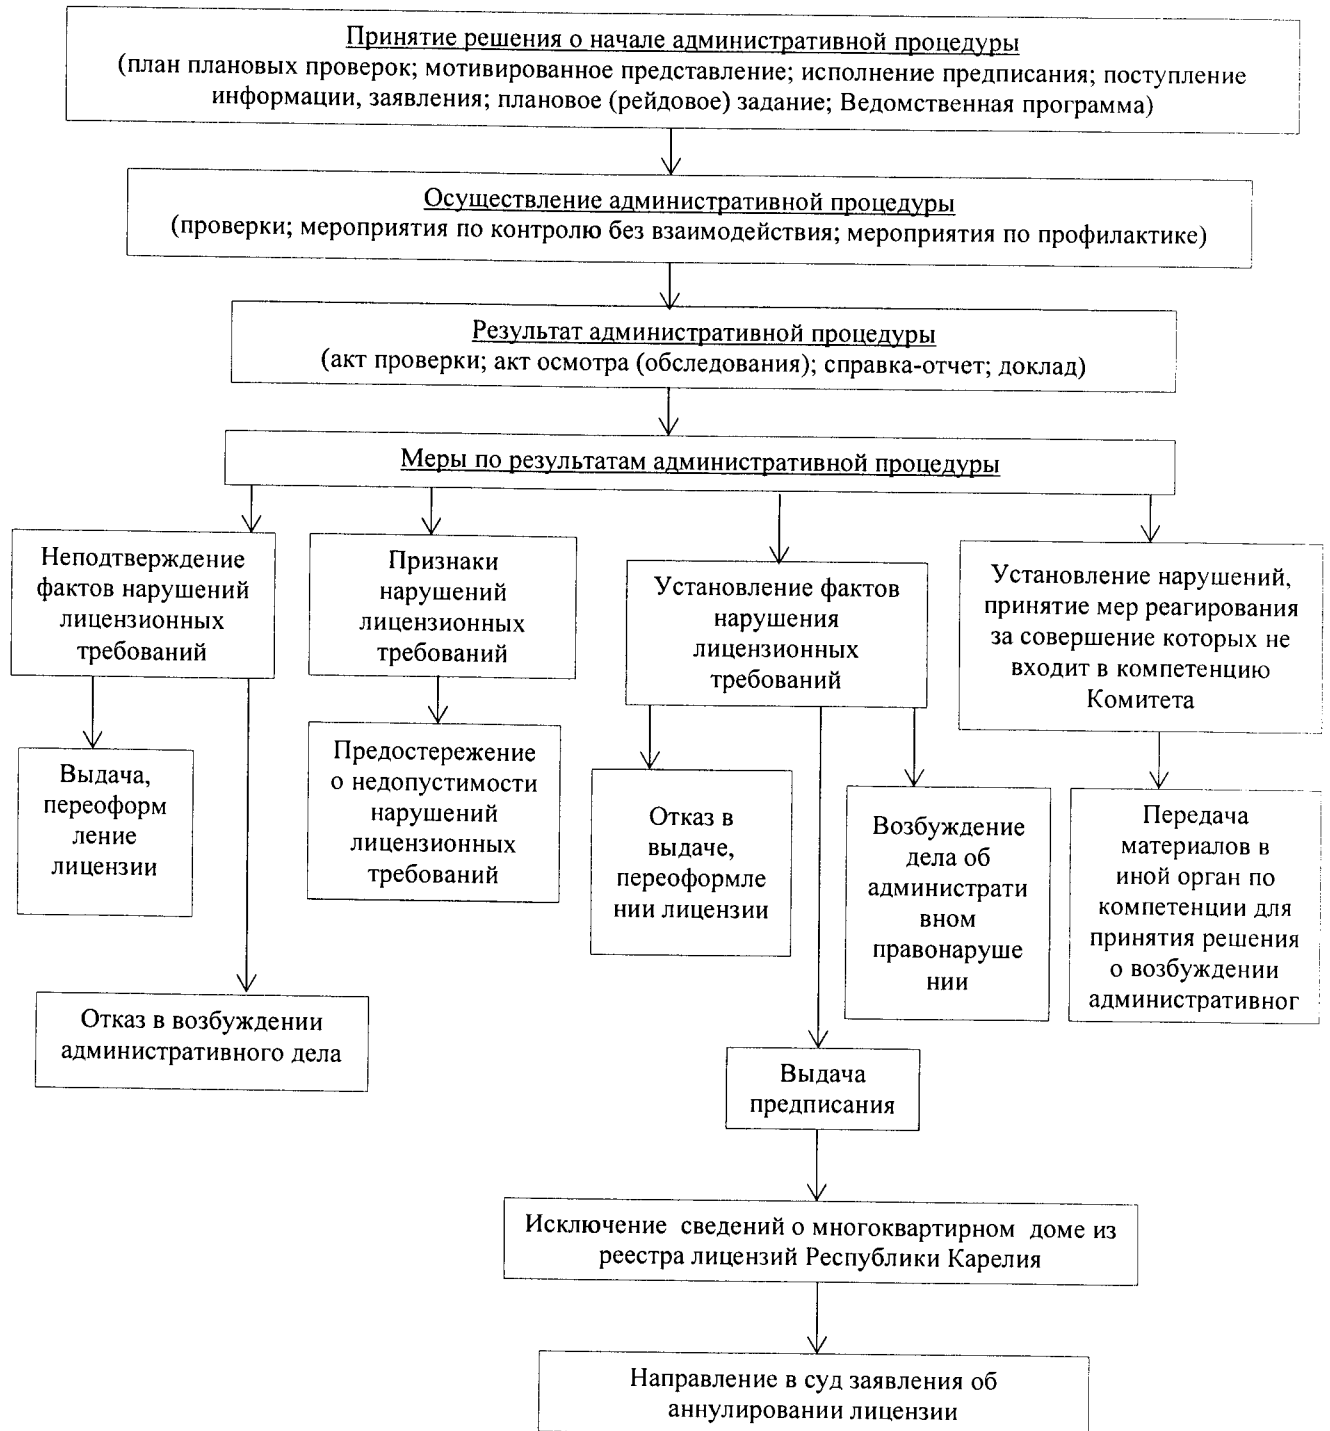 Принятие решения о начале административной процедуры
(план плановых проверок; мотивированное представление; исполнение предписания; поступление
информации, заявления; плановое (рейдовое) задание; Ведомственная программа)
Осуществление административной процедуры
(проверки; мероприятия по контролю без взаимодействия; мероприятия по профилактике)
Результат административной процедуры
(акт проверки; акт осмотра (обследования); справка-отчет; доклад)
Меры по результатам административной процедуры
Неподтверждение
фактов нарушений
лицензионных
требований
Признаки
нарушений
лицензионных
требований
Установление фактов
нарушения
лицензионных
требований
Установление нарушений,
принятие мер реагирования
за совершение которых не
входит в компетенцию
Комитета
Выдача,
переоформ
ление
лицензии
Предостережение
о недопустимости
нарушений
лицензионных
требований
Отказ в
выдаче,
переоформле
нии лицензии
Возбуждение
дела об
администрати
вном
правонаруше
нии
Передача
материалов в
иной орган по
компетенции для
принятия решения
о возбуждении
административног
Отказ в возбуждении
административного дела
Выдача
предписания
Исключение сведений о многоквартирном доме из
реестра лицензий Республики Карелия
Направление в суд заявления об
аннулировании лицензии